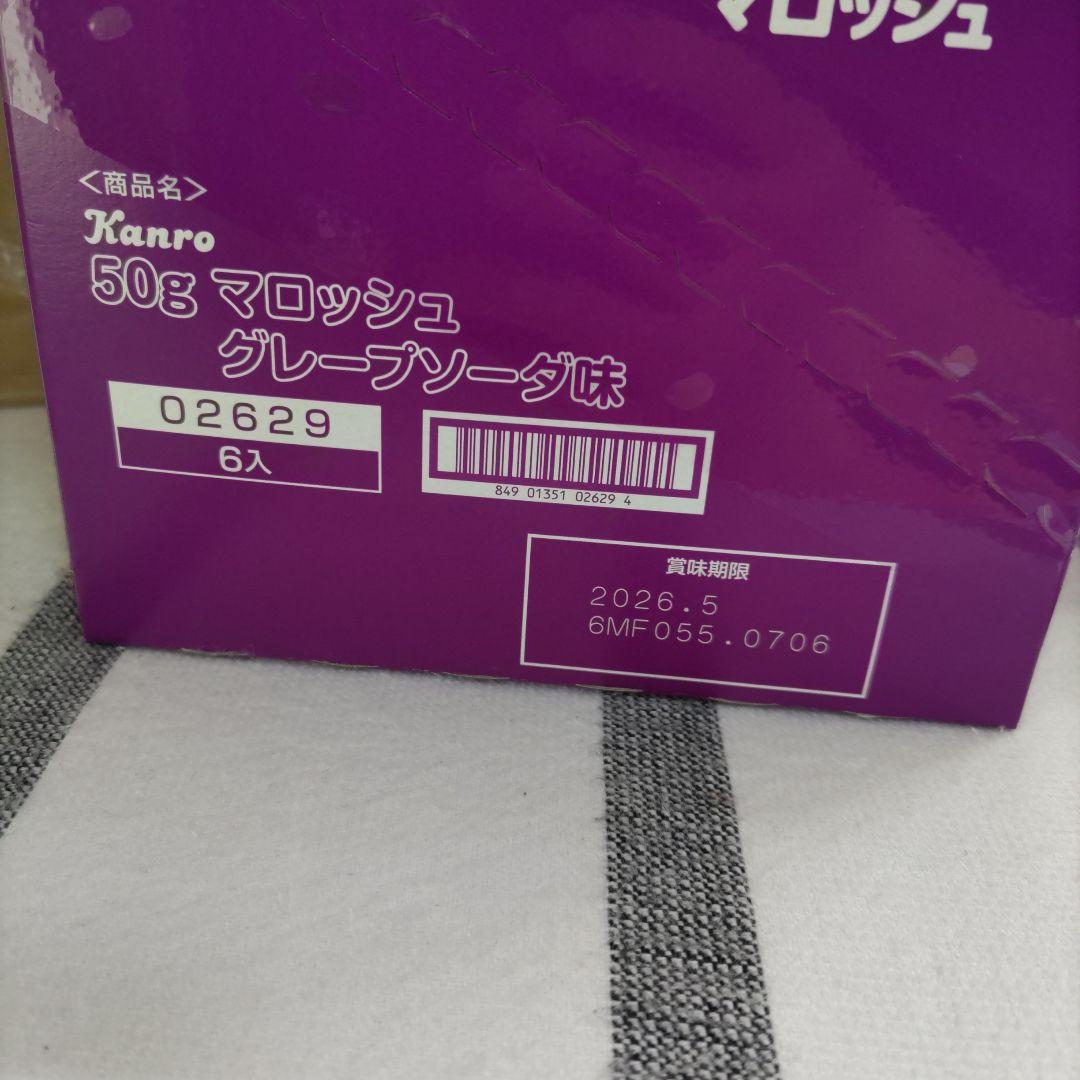 マロッシュ
<商品名>
Kanro
50g マロッシュ
グレープソーダ味
02629
6入
849 01351 02629 4
賞味期限
2026.5
6MF055.0706